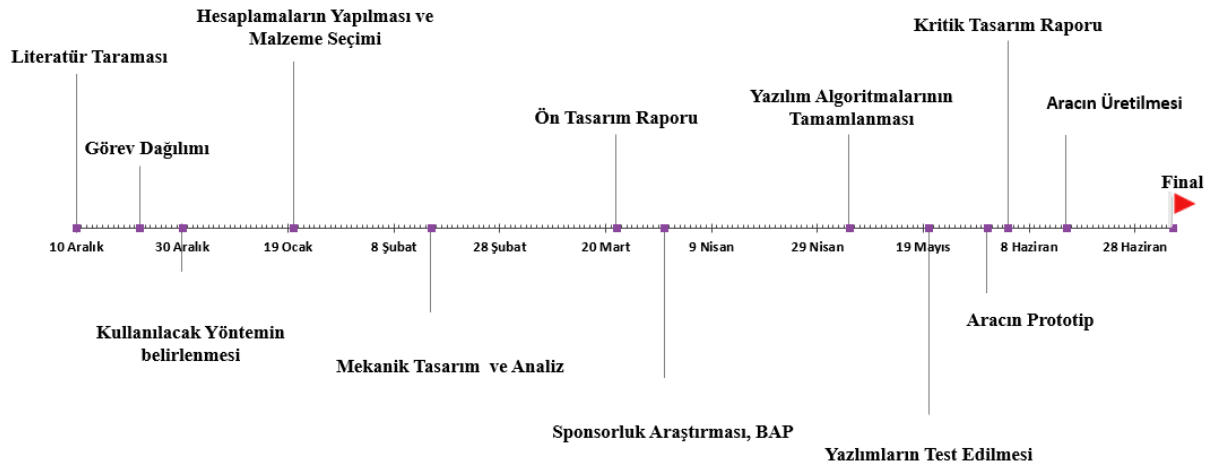 Hesaplamaların Yapılması ve
Malzeme Seçimi
Kritik Tasarım Raporu
Literatür Taraması
Yazılım Algoritmalarının
Tamamlanması
Aracın Üretilmesi
Ön Tasarım Raporu
Görev Dağılımı
Final
10 Aralık
30 Aralık
19 Ocak
8 Şubat
28 Şubat
20 Mart
9 Nisan
29 Nisan
19 Mayıs
8 Haziran
28 Haziran
Kullanılacak Yöntemin
belirlenmesi
Aracın Prototip
Mekanik Tasarım ve Analiz
Sponsorluk Araştırması, BAP
Yazlımların Test Edilmesi